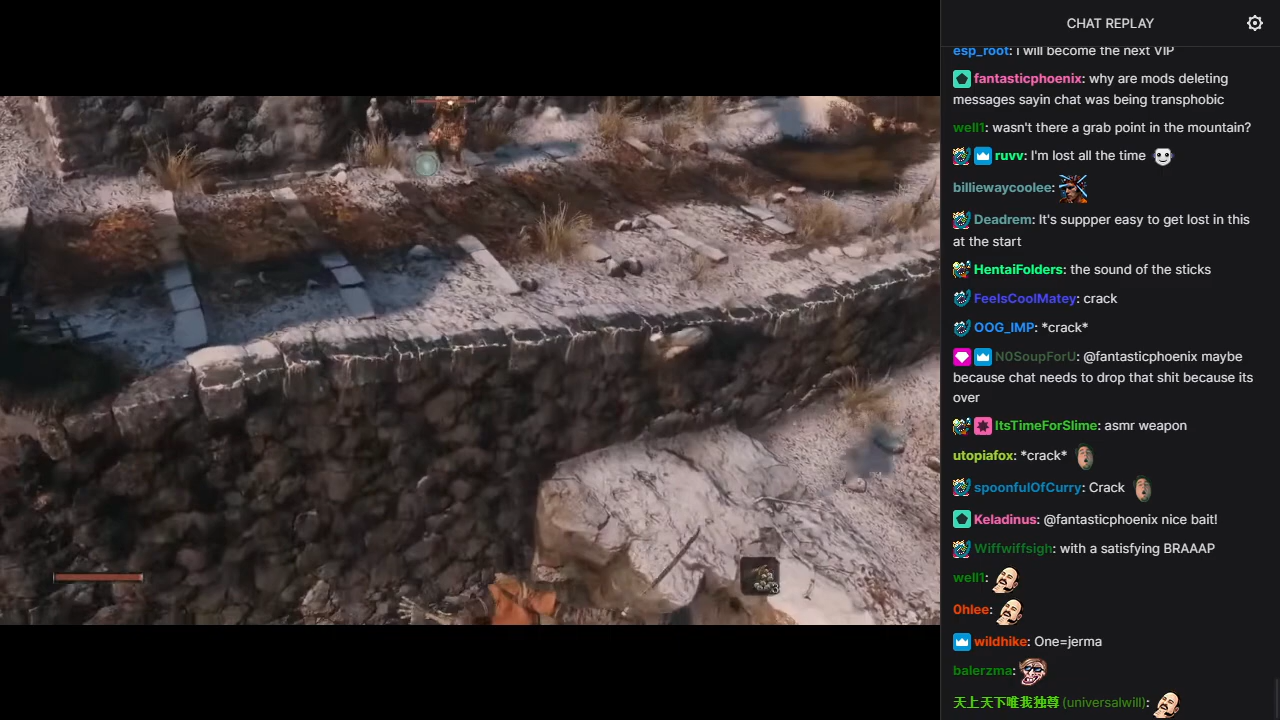 CHAT REPLAY
esp_root: I will become the next VIP
fantasticphoenix: why are mods deleting
messages sayin chat was being transphobic
well1: wasn't there a grab point in the mountain?
ruvv: I'm lost all the time
billiewaycoolee:
Deadrem: It's suppper easy to get lost in this
at the start
HentaiFolders: the sound of the sticks
FeelsCoolMatey: crack
OOG_IMP: *crack*
N0SoupForU: @fantasticphoenix maybe
because chat needs to drop that shit because its
over
ItsTimeForSlime: asmr weapon
utopiafox: *crack*
spoonfulOfCurry: Crack
Keladinus: @fantasticphoenix nice bait!
Wiffwiffsigh: with a satisfying BRAAAP
well1:
0hlee:
wildhike: One=jerma
balerzma:
天上天下唯我独尊 (universalwill):
3